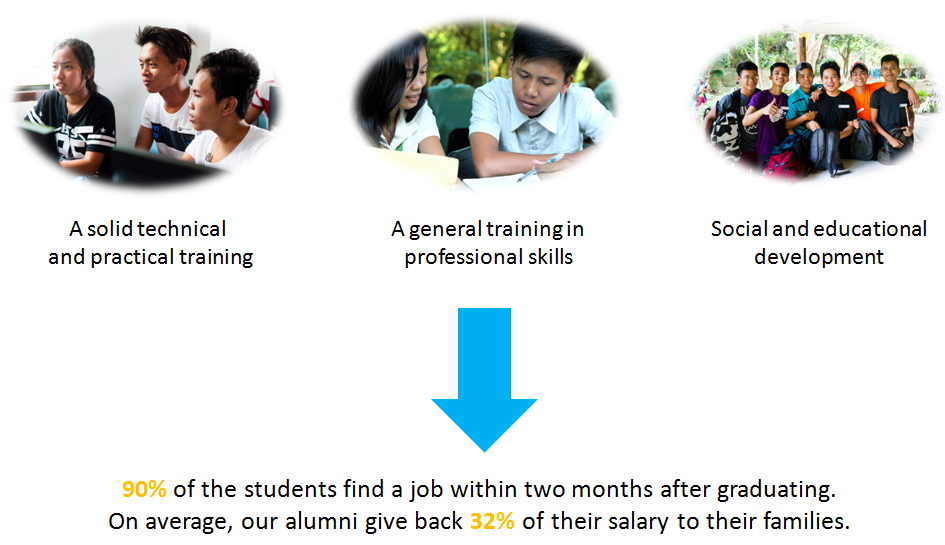 A solid technical
and practical training
A general training in
professional skills
Social and educational
development
90% of the students find a job within two months after graduating.
On average, our alumni give back 32% of their salary to their families.